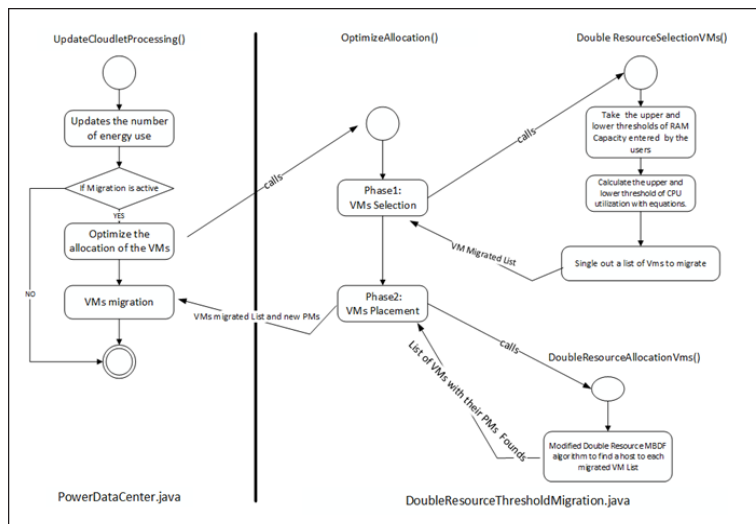 UpdateCloudletProcessing()
Updates the number
of energy use
If Migration is active
YES
Optimize the
allocation of the VMs
NO
VMs migration
PowerDataCenter.java
OptimizeAllocation()
calls
Phase1:
VMs Selection
calls
VM Migrated List
Phase2:
VMs Placement
VMs migrated List and new PMs
calls
List of VMs with their PMs Founds
Double ResourceSelectionVMs()
Take the upper and
lower thresholds of RAM
Capacity entered by the
users
Calculate the upper and
lower threshold of CPU
utilization with equations.
Single out a list of Vms to migrate
DoubleResourceAllocationVms()
Modified Double Resource MBDF
algorithm to find a host to each
migrated VM List
DoubleResourceThresholdMigration.java